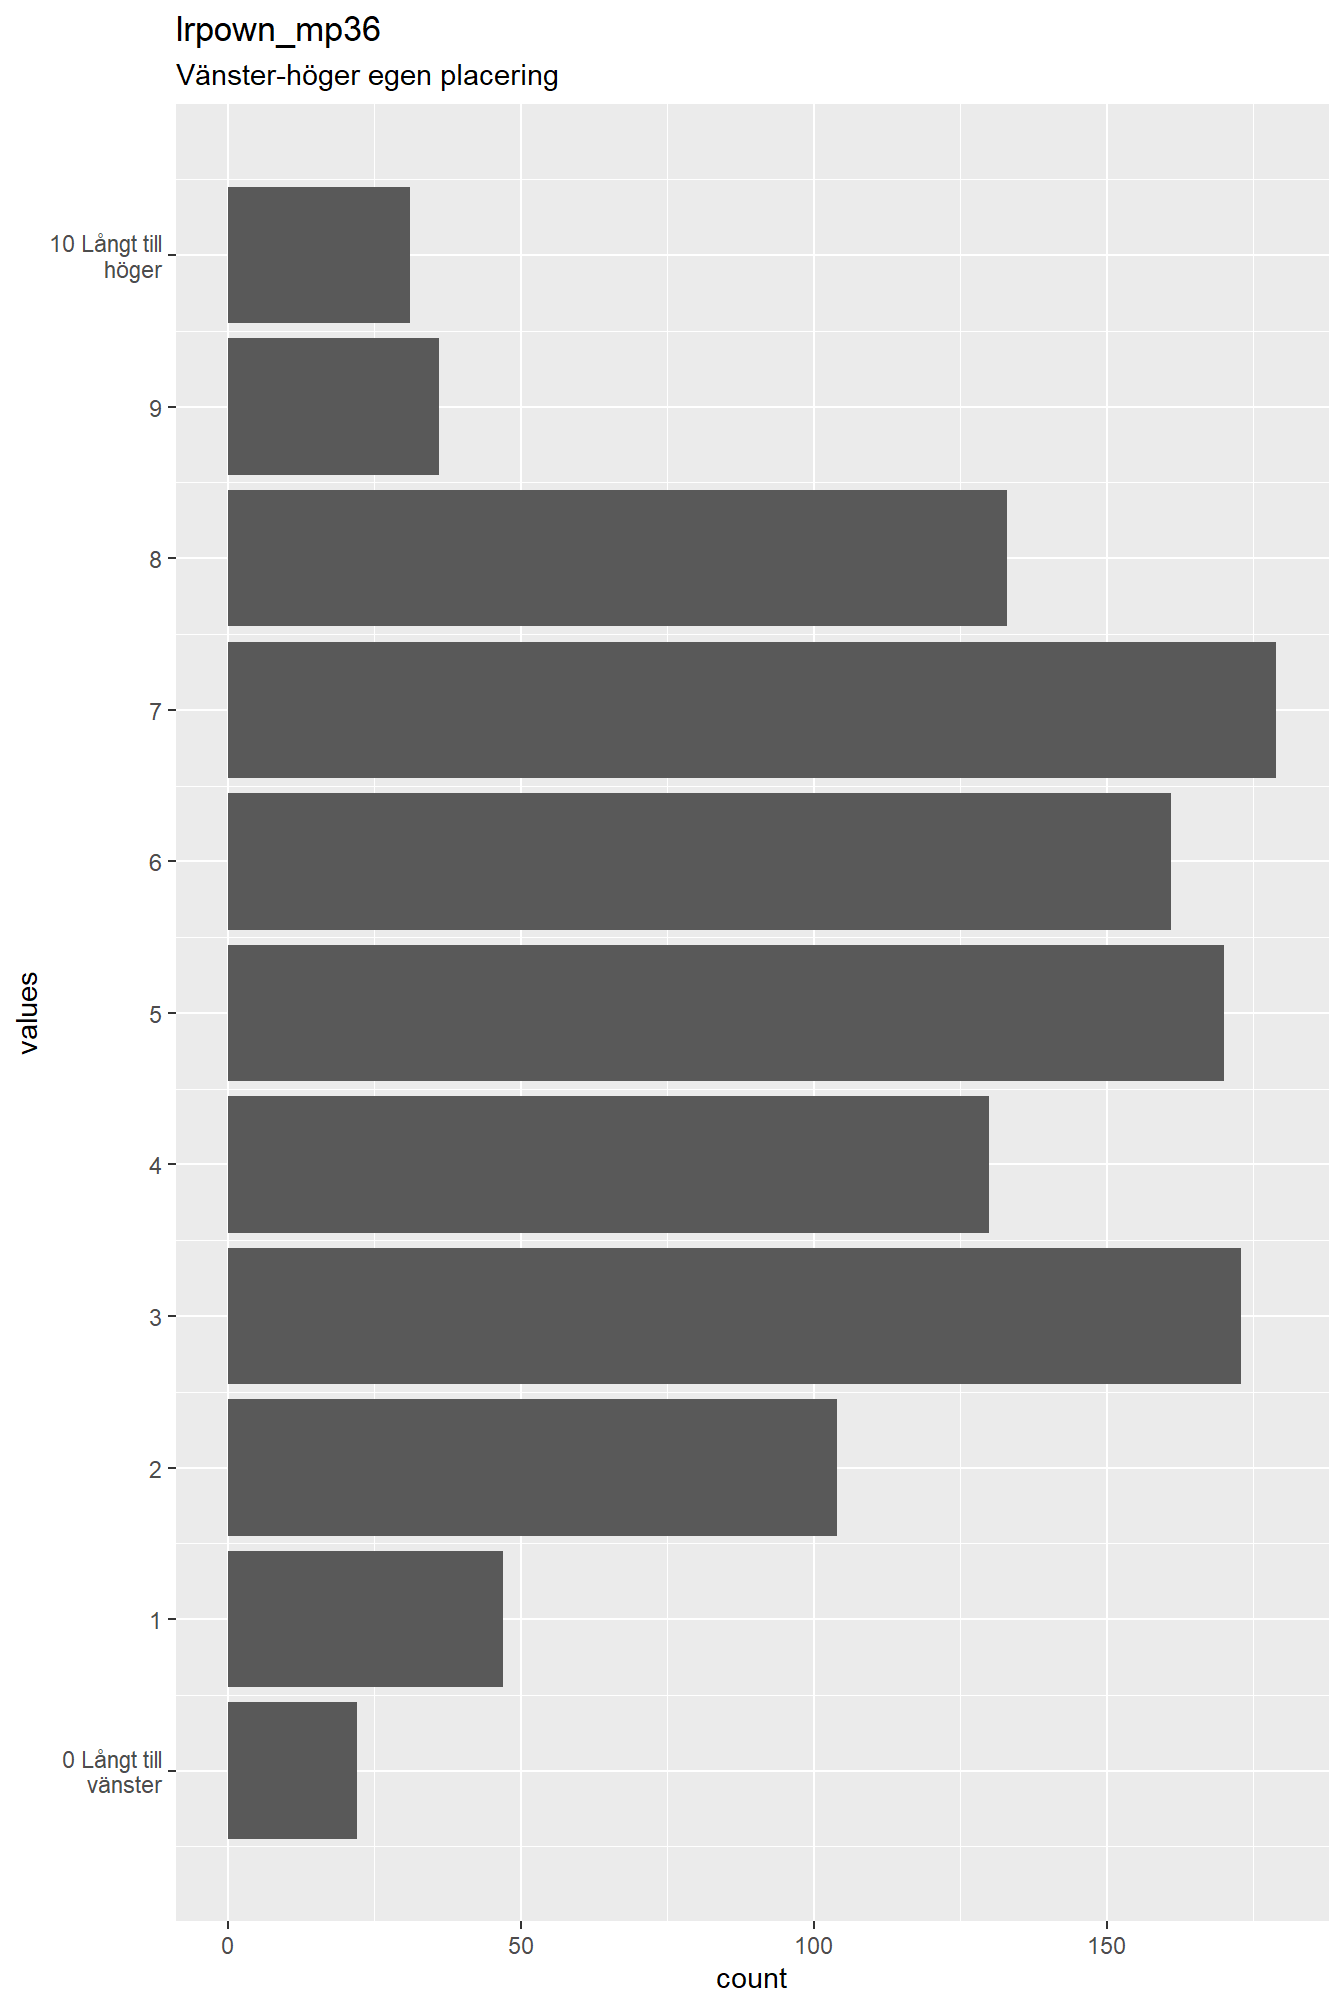 lrpown_mp36
Vänster-höger egen placering
10 Långt till
höger
9
8
7
6
5
4
3
2
1
0 Långt till
vänster
values
0 50 100 150
count